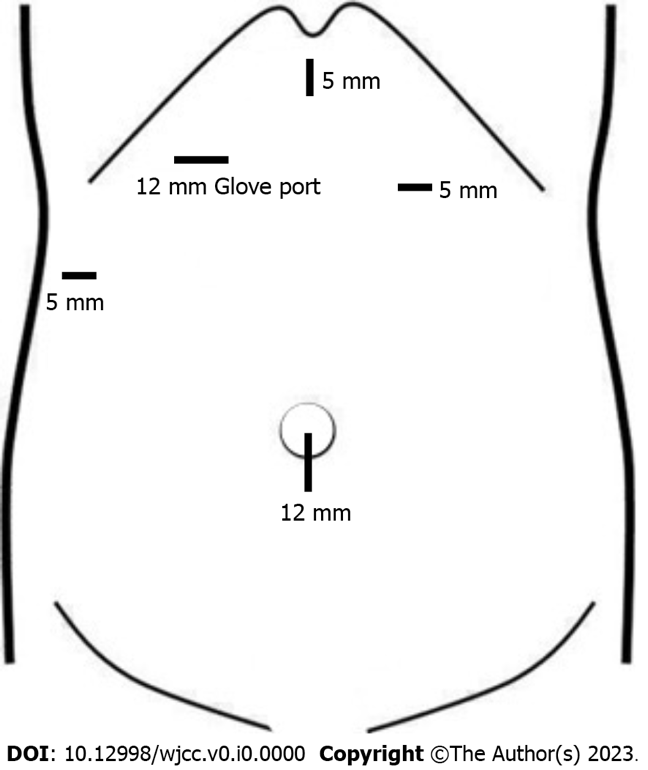 5 mm
12 mm Glove port
5 mm
5 mm
12 mm
DOI: 10.12998/wjcc.v0.i0.0000 Copyright ©The Author(s) 2023.